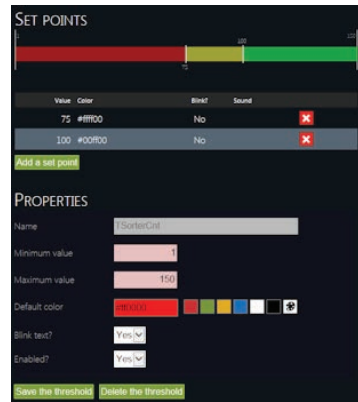 SET POINTS
1 100 150
75
Value Color Blink? Sound
75 #ffff00 No
100 #00ff00 No
Add a set point
PROPERTIES
Name TSorterCnt
Minimum value 1
Maximum value 150
Default color #ff0000
Blink text? Yes
Enabled? Yes
Save the threshold Delete the threshold